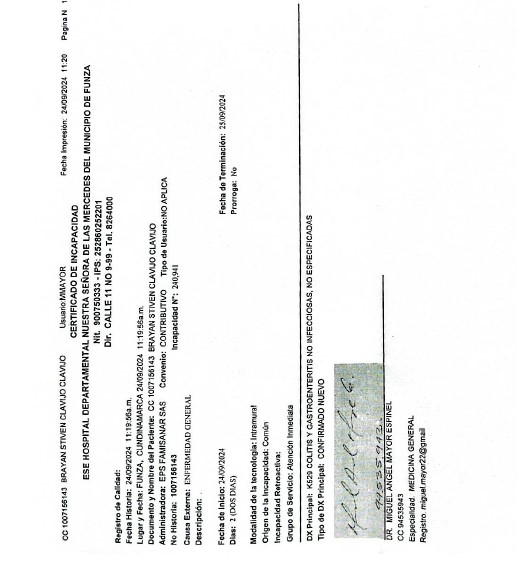 CC 1007156143 BRAYAN STIVEN CLAVIJO CLAVIJO Usuario:MMAYOR Fecha Impresión: 24/09/2024 11:20 Pagina N 1
CERTIFICADO DE INCAPACIDAD
ESE HOSPITAL DEPARTAMENTAL NUESTRA SEÑORA DE LAS MERCEDES DEL MUNICIPIO DE FUNZA
Nit. 900750333 - IPS: 252860252201
Dir. CALLE 11 NO 9-99 - Tel. 8264000
Registro de Calidad:
Fecha Historia: 24/09/2024 11:19:56a.m.
Lugar y Fecha: FUNZA, CUNDINAMARCA 24/09/2024 11:19:56a.m.
Documento y Nombre del Paciente: CC 1007156143 BRAYAN STIVEN CLAVIJO CLAVIJO
Administradora: EPS FAMISANAR SAS Convenio: CONTRIBUTIVO Tipo de Usuario:NO APLICA
No Historia: 1007156143 Incapacidad N°: 240,941
Causa Externa: ENFERMEDAD GENERAL
Descripción: .
Fecha de Inicio: 24/09/2024 Fecha de Terminación: 25/09/2024
Dias: 2 (DOS DIAS) Prorroga: No
Modalidad de la tecnologia: Intramural
Origen de la Incapacidad: Común
Incapacidad Retroactiva:
Grupo de Servicio: Atención Inmediata
DX Principal: K529 COLITIS Y GASTROENTERITIS NO INFECCIOSAS, NO ESPECIFICADAS
Tipo de DX Principal: CONFIRMADO NUEVO
DR. MIGUEL ANGEL MAYOR ESPINEL
CC 94535943
Especialidad. MEDICINA GENERAL
Registro. miguel.mayor22@gmail